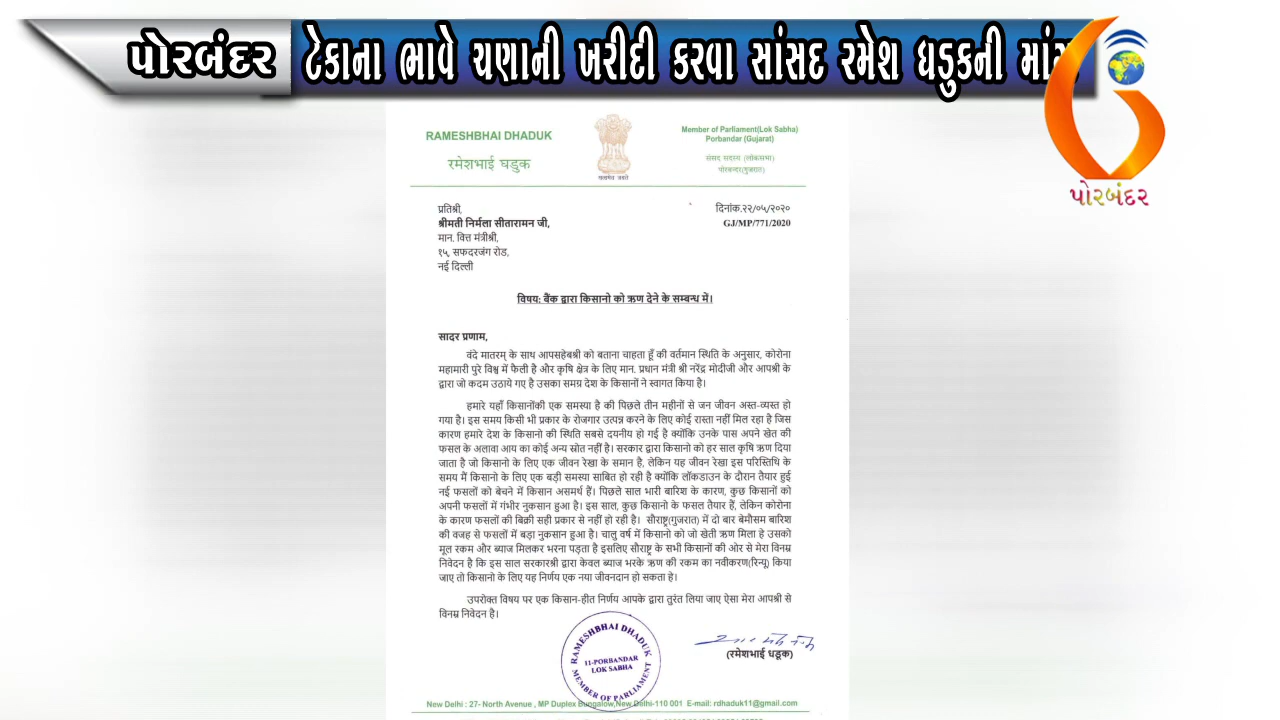 પોરબંદર
ટેકાના ભાવે ચણાની ખરીદી કરવા સાંસદ રમેશ ધડુકની
પોરબંદર
RAMESHBHAI DHADUK
रमेशभाई धडुक
सत्यमेव जयते
Member of Parliament(Lok Sabha)
Porbandar (Gujarat)
संसद सदस्य (लोकसभा)
पोरबन्दर(गुजरात)
प्रतिश्री,
श्रीमती निर्मला सीतारामन जी,
मान. वित्त मंत्रीश्री,
१५, सफदरजंग रोड,
नई दिल्ली
दिनांक.२२/०५/२०२०
GJ/MP/771/2020
विषय: बैंक द्वारा किसानो को ऋण देने के सम्बन्ध में।
सादर प्रणाम,
वंदे मातरम् के साथ आपसहेबश्री को बताना चाहता हूँ की वर्तमान स्थिति के अनुसार, कोरोना
महामारी पुरे विश्व में फैली है और कृषि क्षेत्र के लिए मान. प्रधान मंत्री श्री नरेंद्र मोदीजी और आपश्री के
द्वारा जो कदम उठाये गए है उसका समग्र देश के किसानों ने स्वागत किया है।
हमारे यहाँ किसानोंकी एक समस्या है की पिछले तीन महीनों से जन जीवन अस्त-व्यस्त हो
गया है। इस समय किसी भी प्रकार के रोजगार उत्पन्न करने के लिए कोई रास्ता नहीं मिल रहा है जिस
कारण हमारे देश के किसानो की स्थिति सबसे दयनीय हो गई है क्योंकि उनके पास अपने खेत की
फसल के अलावा आय का कोई अन्य स्रोत नहीं है। सरकार द्वारा किसानो को हर साल कृषि ऋण दिया
जाता है जो किसानो के लिए एक जीवन रेखा के समान है, लेकिन यह जीवन रेखा इस परिस्तिथि के
समय मैं किसानो के लिए एक बड़ी समस्या साबित हो रही है क्योंकि लॉकडाउन के दौरान तैयार हुई
नई फसलों को बेचने में किसान असमर्थ हैं। पिछले साल भारी बारिश के कारण, कुछ किसानों को
अपनी फसलों में गंभीर नुकसान हुआ है। इस साल, कुछ किसानो के फसल तैयार हैं, लेकिन कोरोना
के कारण फसलों की बिक्री सही प्रकार से नहीं हो रही है। सौराष्ट्र(गुजरात) में दो बार बेमौसम बारिश
की वजह से फसलों में बड़ा नुकसान हुआ है। चालु वर्ष में किसानो को जो खेती ऋण मिला हे उसको
मूल रकम और ब्याज मिलकर भरना पड़ता है इसलिए सौराष्ट्र के सभी किसानों की ओर से मेरा विनम्र
निवेदन है कि इस साल सरकारश्री द्वारा केवल ब्याज भरके ऋण की रकम का नवीकरण(रिन्यू) किया
जाए तो किसानो के लिए यह निर्णय एक नया जीवनदान हो सकता है।
उपरोक्त विषय पर एक किसान-हीत निर्णय आपके द्वारा तुरंत लिया जाए ऐसा मेरा आपश्री से
विनम्र निवेदन है।
RAMESHBHAI DHADUK
11-PORBANDAR
LOK SABHA
MEMBER OF PARLIAMENT
(रमेशभाई धडूक)
New Delhi : 27- North Avenue , MP Duplex Bungalow,New Delhi-110 001 E-mail: rdhaduk11@gmail.com